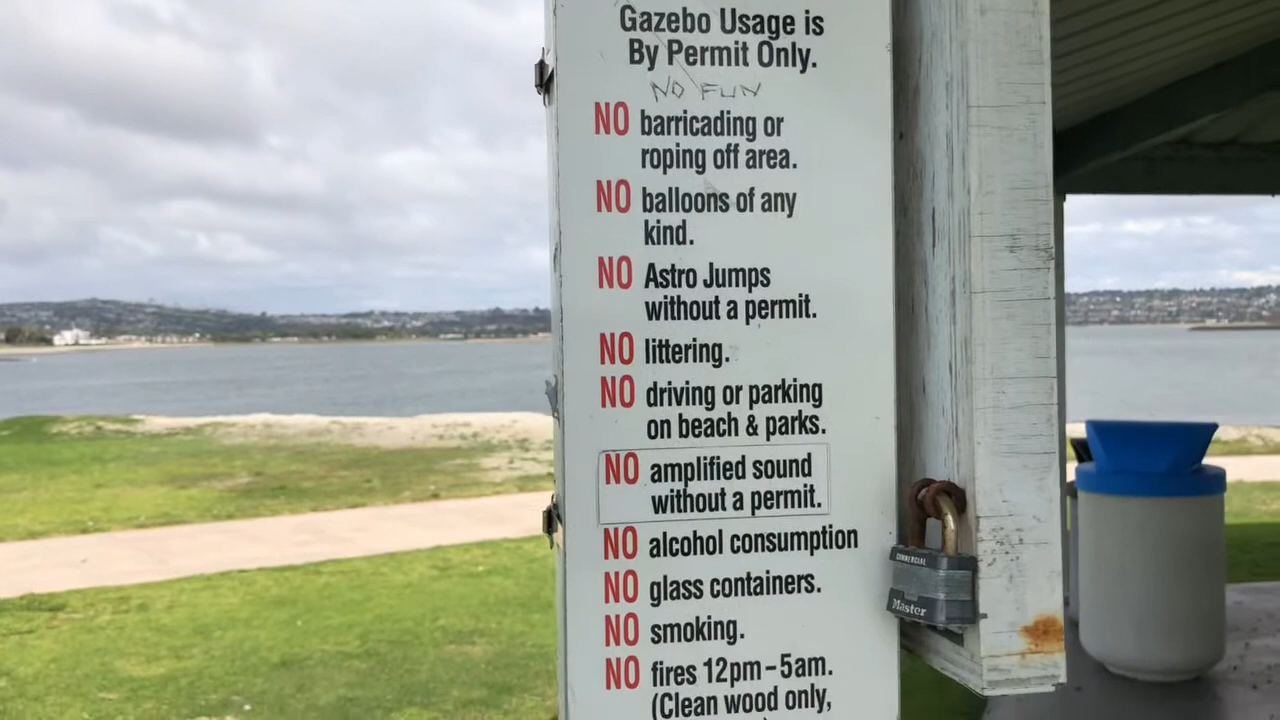 Gazebo Usage is
By Permit Only.
NO FUN
NO barricading or
roping off area.
NO balloons of any
kind.
NO Astro Jumps
without a permit.
NO littering.
NO driving or parking
on beach & parks.
NO amplified sound
without a permit.
NO alcohol consumption
NO glass containers.
NO smoking.
NO fires 12pm-5am.
(Clean wood only,
COMMERCIAL
Master